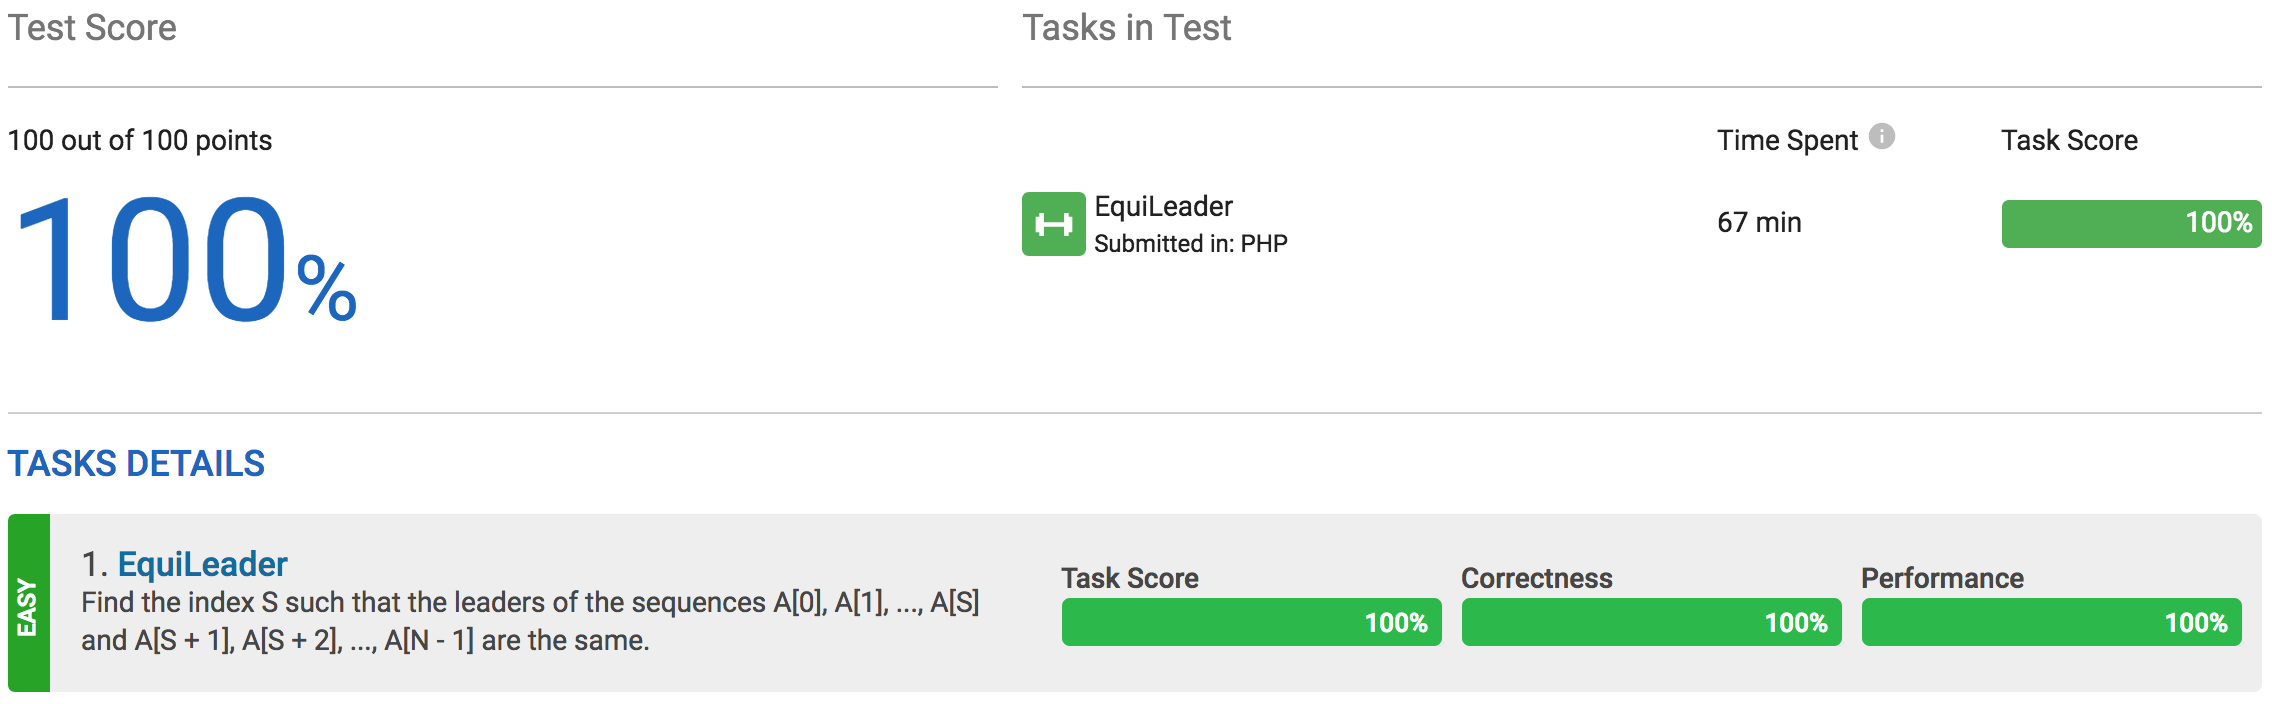 Test Score
Tasks in Test
100 out of 100 points
Time Spent
Task Score
100%
EquiLeader
Submitted in: PHP
67 min
100%
TASKS DETAILS
EASY
1. EquiLeader
Find the index S such that the leaders of the sequences A[0], A[1], ..., A[S]
and A[S + 1], A[S + 2], ..., A[N - 1] are the same.
Task Score
Correctness
Performance
100%
100%
100%